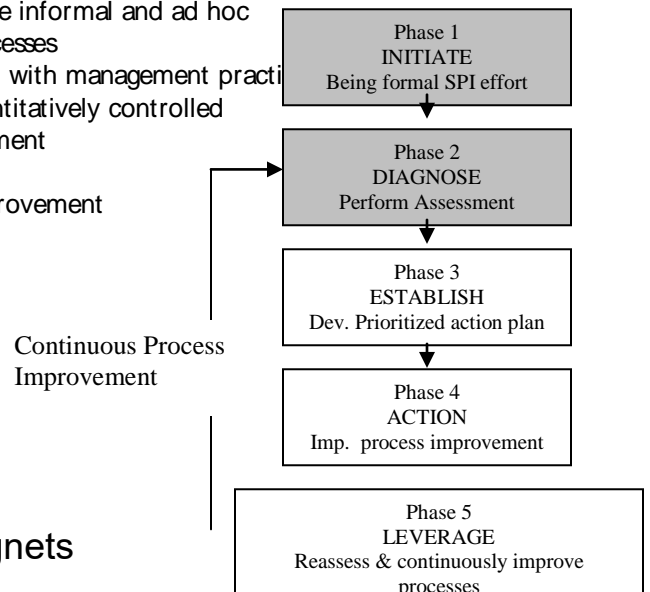 e informal and ad hoc
cesses
with management practi
ntitatively controlled
ment
rovement
Phase 1
INITIATE
Being formal SPI effort
Phase 2
DIAGNOSE
Perform Assessment
Phase 3
ESTABLISH
Dev. Prioritized action plan
Continuous Process
Improvement
Phase 4
ACTION
Imp. process improvement
Phase 5
LEVERAGE
Reassess & continuously improve
processes
gnets